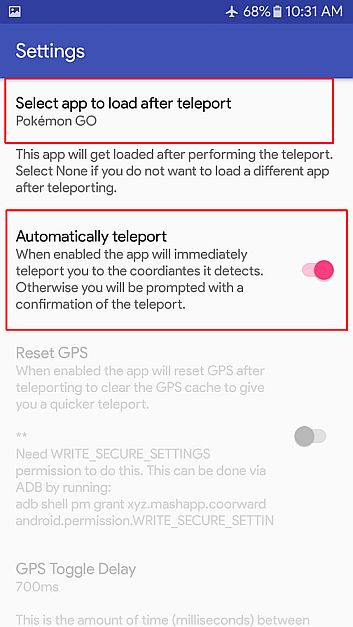 68% 10:31 AM
Settings
Select app to load after teleport
Pokémon GO
This app will get loaded after performing the teleport.
Select None if you do not want to load a different app
after teleporting.
Automatically teleport
When enabled the app will immediately
teleport you to the coordiantes it detects.
Otherwise you will be prompted with a
confirmation of the teleport.
Reset GPS
When enabled the app will reset GPS after
teleporting to clear the GPS cache to give
you a quicker teleport.
**
Need WRITE_SECURE_SETTINGS
permission to do this. This can be done via
ADB by running:
adb shell pm grant xyz.mashapp.coorward
android.permission.WRITE_SECURE_SETTIN
GPS Toggle Delay
700ms
This is the amount of time (milliseconds) between